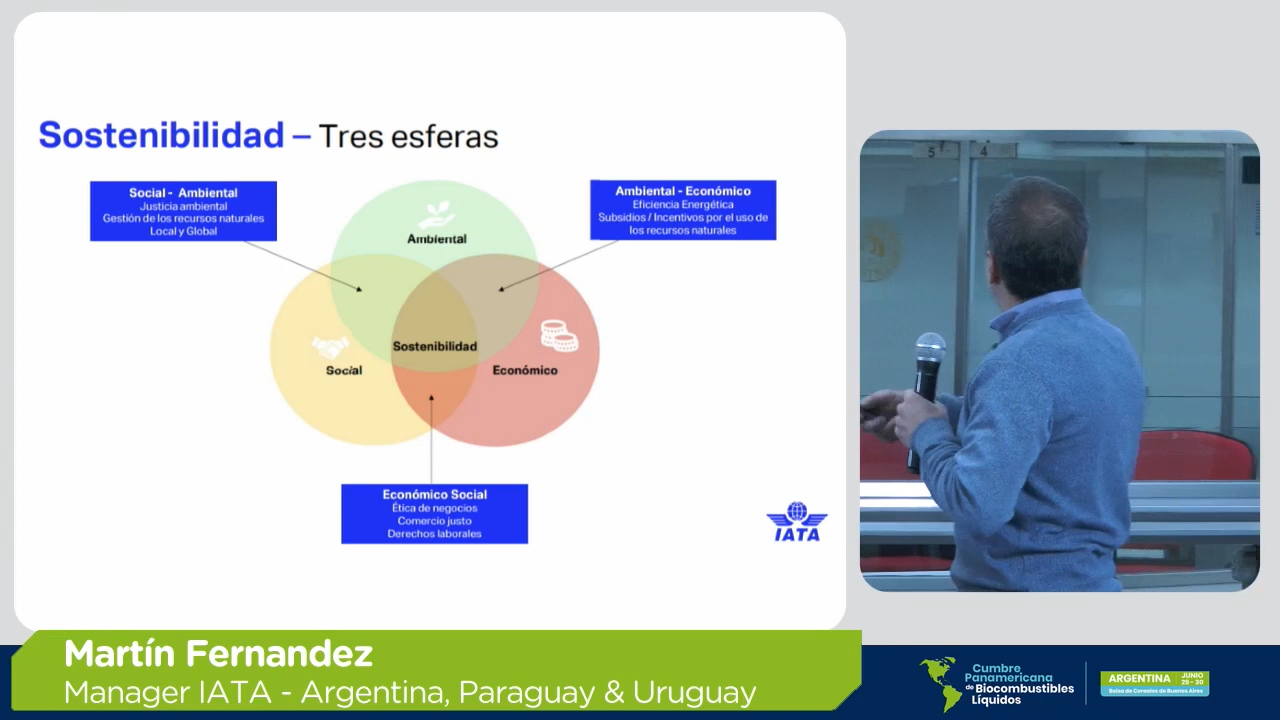 Sostenibilidad – Tres esferas
Social - Ambiental
Justicia ambiental
Gestión de los recursos naturales
Local y Global
Ambiental - Económico
Eficiencia Energética
Subsidios / Incentivos por el uso de
los recursos naturales
Ambiental
Sostenibilidad
Social
Económico
Económico Social
Ética de negocios
Comercio justo
Derechos laborales
IATA
5
4
Martín Fernandez
Manager IATA - Argentina, Paraguay & Uruguay
Cumbre
Panamericana
de Biocombustibles
Líquidos
ARGENTINA
JUNIO
29 - 30
Bolsa de Cereales de Buenos Aires